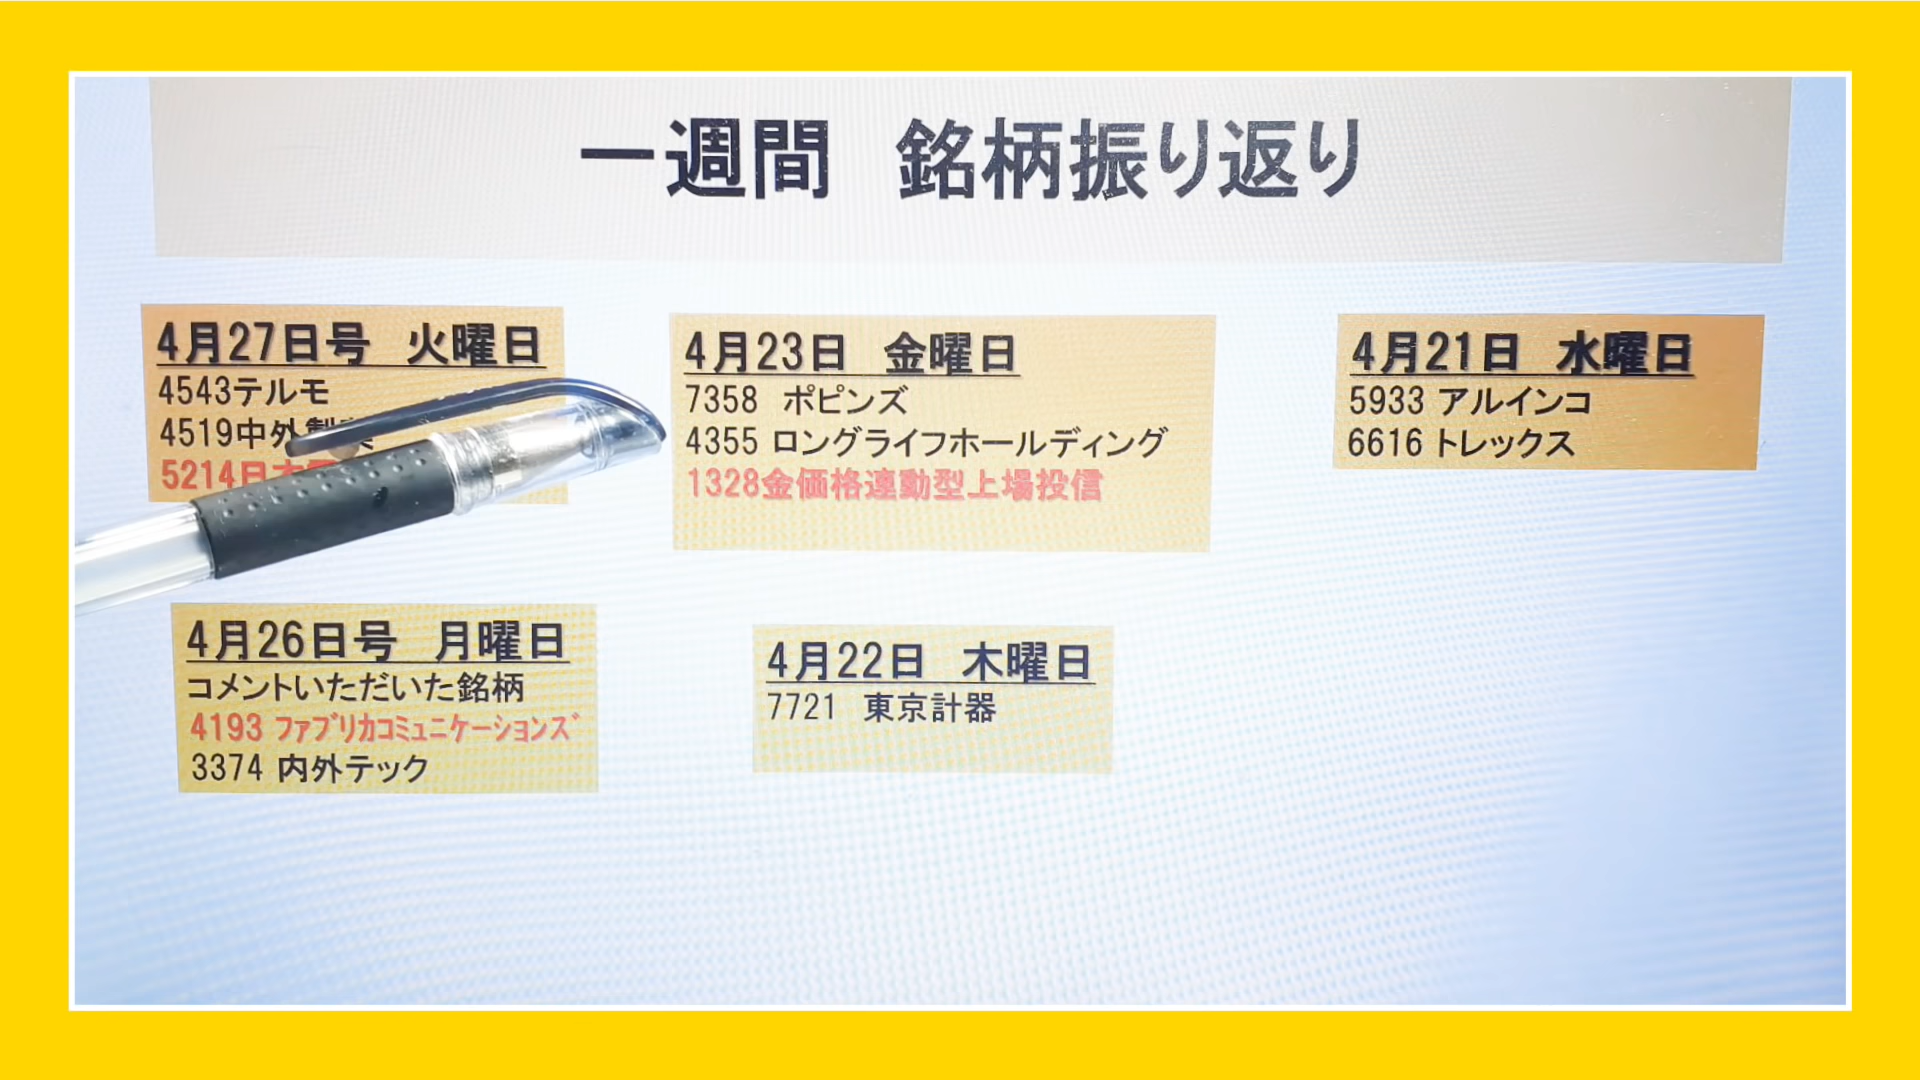 一週間 銘柄振り返り
4月27日号 火曜日
4543テルモ
4519中外製
5214日
4月26日号 月曜日
コメントいただいた銘柄
4193 ファブリカコミュニケーションズ
3374 内外テック
4月23日 金曜日
7358 ポピンズ
4355 ロングライフホールディング
1328金価格連動型上場投信
4月22日 木曜日
7721 東京計器
4月21日 水曜日
5933 アルインコ
6616 トレックス